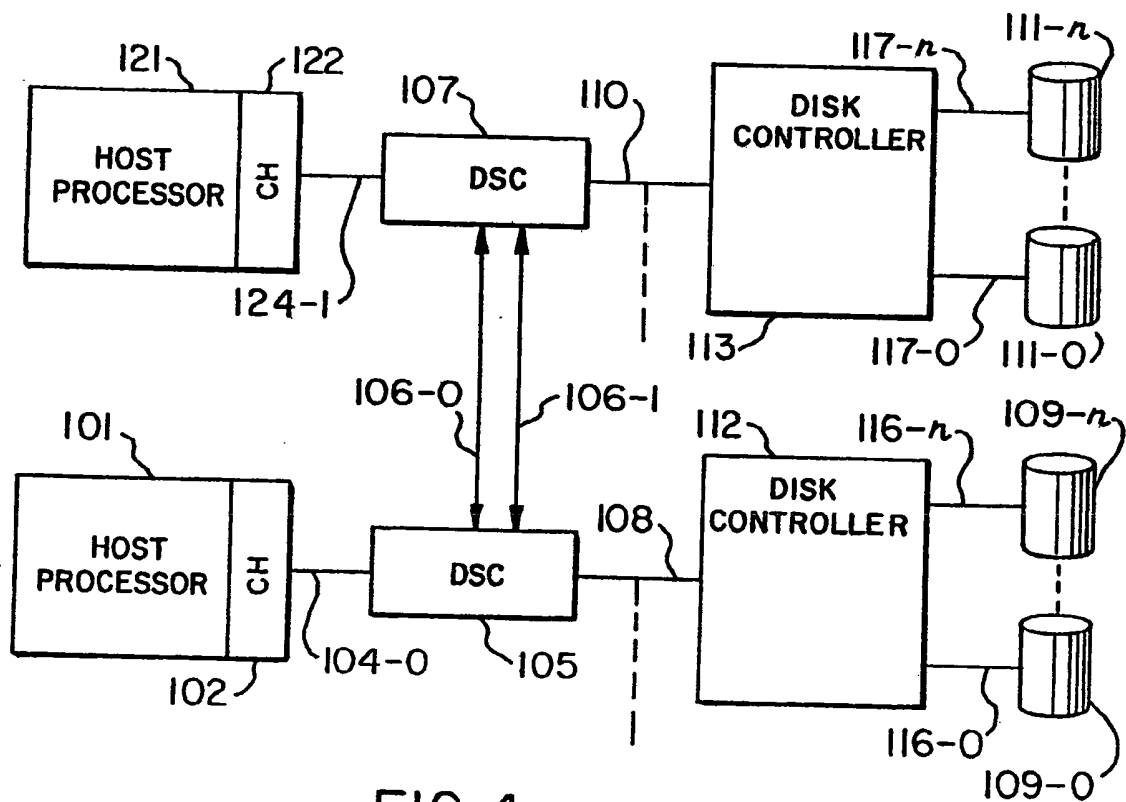 121
122
107
110
117-n
111-n
HOST
PROCESSOR
CH
DSC
DISK
CONTROLLER
124-1
113
117-0
111-0
106-0
106-1
101
112
116-n
109-n
HOST
PROCESSOR
CH
DSC
108
DISK
CONTROLLER
102
104-0
105
116-0
109-0